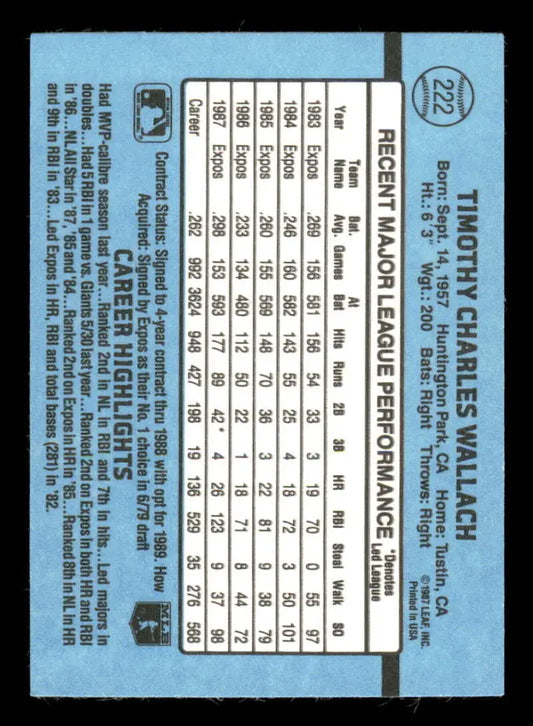 222
TIMOTHY CHARLES WALLACH
Born: Sept. 14, 1957 Huntington Park, CA Home: Tustin, CA
Ht.: 6' 3" Wgt.: 200 Bats: Right Throws: Right
©1987 LEAF, INC.
Printed in USA
RECENT MAJOR LEAGUE PERFORMANCE
*Denotes
Led League
Year Team Name Bat. Avg. Games At Bat Hits Runs 2B 3B HR RBI Steal Walk SO
1983 Expos .269 156 581 156 54 33 3 19 70 0 55 97
1984 Expos .246 160 582 143 55 25 4 18 72 3 50 101
1985 Expos .260 155 569 148 70 36 3 22 81 9 38 79
1986 Expos .233 134 480 112 50 22 1 18 71 8 44 72
1987 Expos .298 153 593 177 89 42* 4 26 123 9 37 98
Career .262 992 3624 948 427 198 19 136 529 35 276 568
Contract Status: Signed to 4-year contract thru 1988 with opt for 1989 · How
Acquired: Signed by Expos as their No. 1 choice in 6/79 draft
MLB
CAREER HIGHLIGHTS
Had MVP-calibre season last year...Ranked 2nd in NL in RBI and 7th in hits...Led majors in
doubles...Had 5 RBI in 1 game vs. Giants 5/30 last year...Ranked 2nd on Expos in both HR and RBI
in '86...NL All Star in '87, '85 and '84...Ranked 2nd on Expos in HR in '85...Ranked 8th in NL in HR
and 9th in RBI in '83...Led Expos in HR, RBI and total bases (281) in '82.